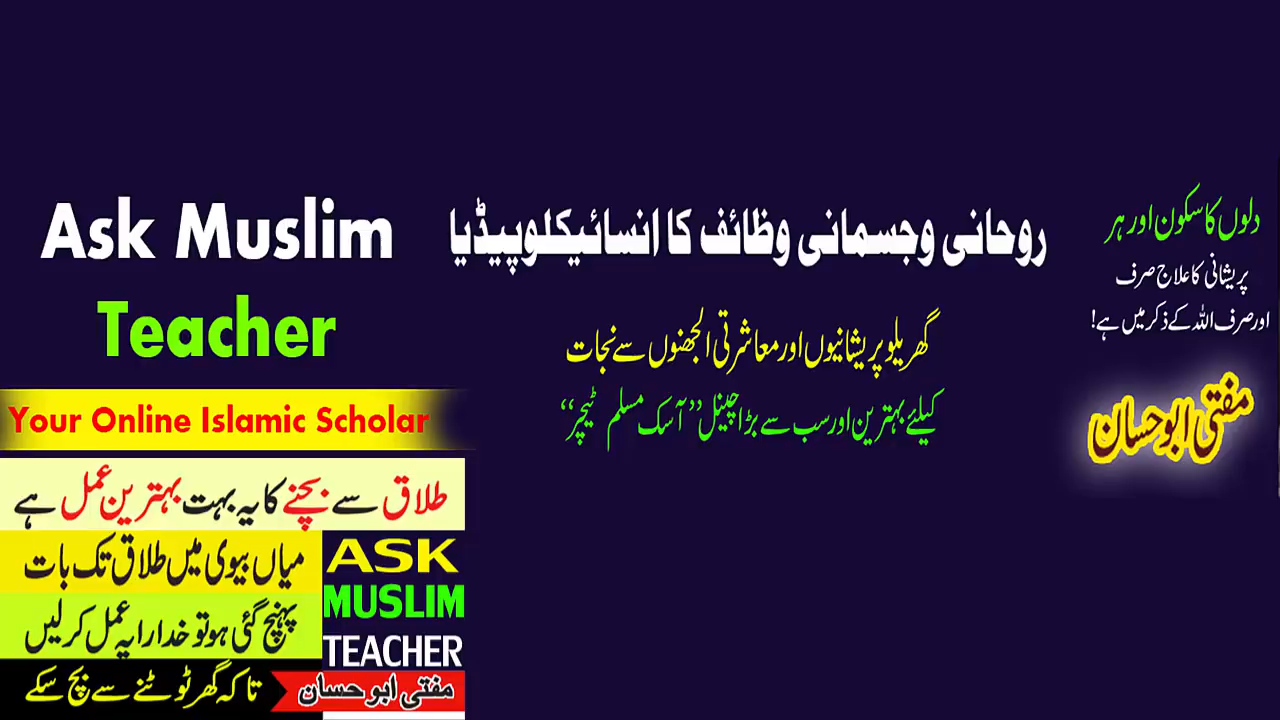 Ask Muslim
Teacher
Your Online Islamic Scholar
روحانی وجسمانی وظائف کا انسائیکلوپیڈیا
گھریلو پریشانیوں اور معاشرتی الجھنوں سے نجات
کیلئے بہترین اور سب سے بڑا چینل ”آسک مسلم ٹیچر“
دلوں کا سکون اور ہر
پریشانی کا علاج صرف
اور صرف اللہ کے ذکر میں ہے!
مفتی ابو حسان
طلاق سے بچنے کا یہ بہت بہترین عمل ہے
میاں بیوی میں طلاق تک بات
پہنچ گئی ہو تو خدارا یہ عمل کرلیں
تاکہ گھر ٹوٹنے سے بچ سکے
ASK
MUSLIM
TEACHER
مفتی ابو حسان